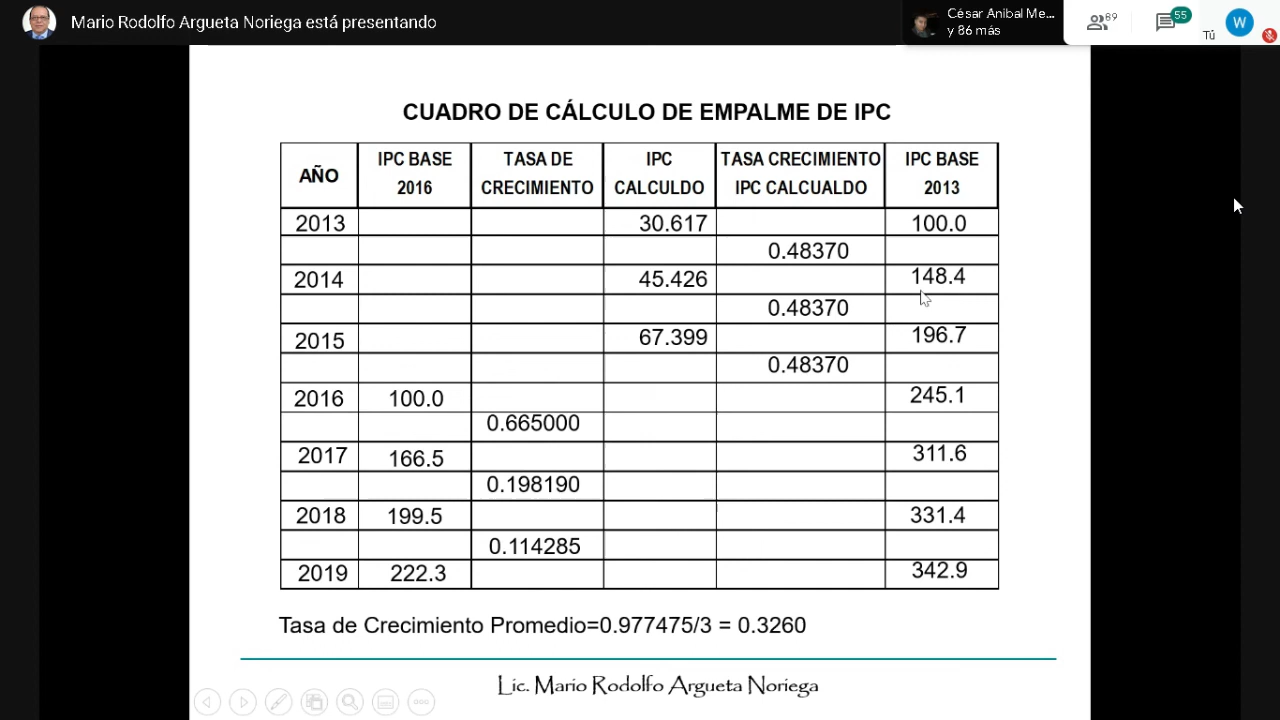 Mario Rodolfo Argueta Noriega está presentando
César Anibal Me...
y 86 más
89
55
Tú
W
CUADRO DE CÁLCULO DE EMPALME DE IPC
AÑO IPC BASE 2016 TASA DE CRECIMIENTO IPC CALCULDO TASA CRECIMIENTO IPC CALCUALDO IPC BASE 2013
2013 30.617 100.0
0.48370
2014 45.426 148.4
0.48370
2015 67.399 196.7
0.48370
2016 100.0 245.1
0.665000
2017 166.5 311.6
0.198190
2018 199.5 331.4
0.114285
2019 222.3 342.9
Tasa de Crecimiento Promedio=0.977475/3 = 0.3260
Lic. Mario Rodolfo Argueta Noriega